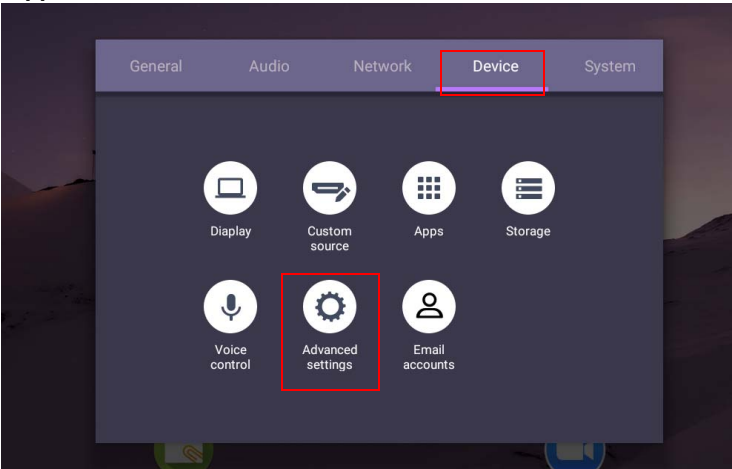 General Audio Network Device System
Diaplay Custom source Apps Storage
Voice control Advanced settings Email accounts